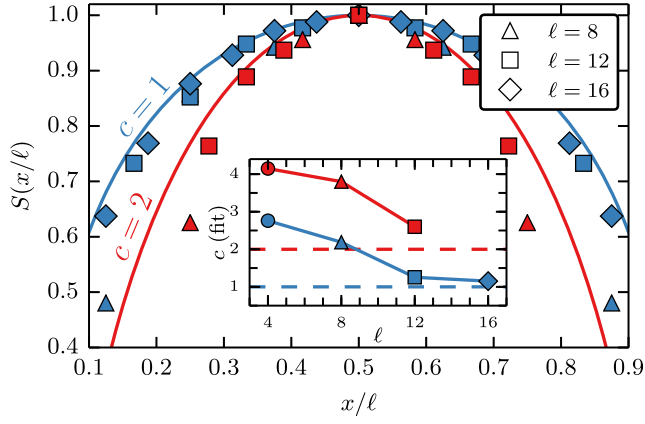 1.0
0.9
0.8
0.7
0.6
0.5
0.4
S(x/ℓ)
c = 1
c = 2
ℓ = 8
ℓ = 12
ℓ = 16
4
3
2
1
c (fit)
4 8 12 16
ℓ
0.1 0.2 0.3 0.4 0.5 0.6 0.7 0.8 0.9
x/ℓ